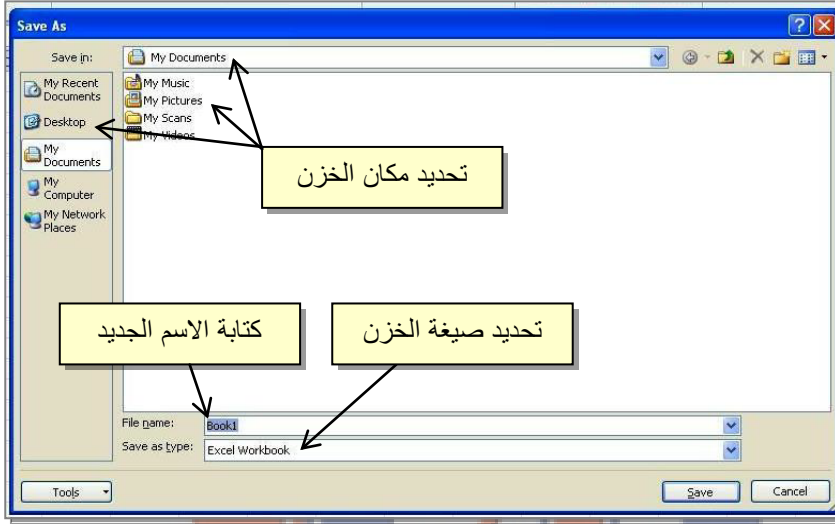 Save As
Save in:
My Documents
My Recent
Documents
Desktop
My
Documents
My
Computer
My Network
Places
My Music
My Pictures
My Scans
My Videos
تحديد مكان الخزن
كتابة الاسم الجديد
تحديد صيغة الخزن
File name:
Book1
Save as type:
Excel Workbook
Tools
Save
Cancel